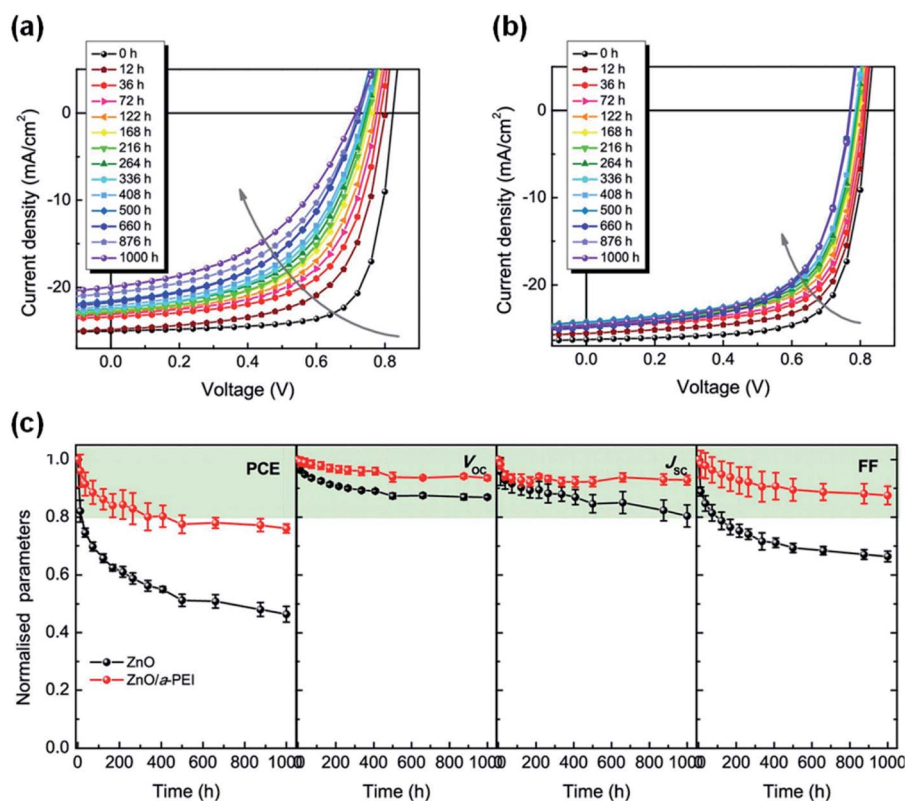 (a)
0 h
12 h
36 h
72 h
122 h
168 h
216 h
264 h
336 h
408 h
500 h
660 h
876 h
1000 h
0
-10
-20
Current density (mA/cm²)
0.0 0.2 0.4 0.6 0.8
Voltage (V)
(b)
0 h
12 h
36 h
72 h
122 h
168 h
216 h
264 h
336 h
408 h
500 h
660 h
876 h
1000 h
0
-10
-20
Current density (mA/cm²)
0.0 0.2 0.4 0.6 0.8
Voltage (V)
(c)
PCE
VOC
JSC
FF
1.0
0.8
0.6
0.4
0.2
0.0
Normalised parameters
ZnO
ZnO/a-PEI
0 200 400 600 800 1000 200 400 600 800 1000 200 400 600 800 1000 200 400 600 800 1000
Time (h) Time (h) Time (h) Time (h)